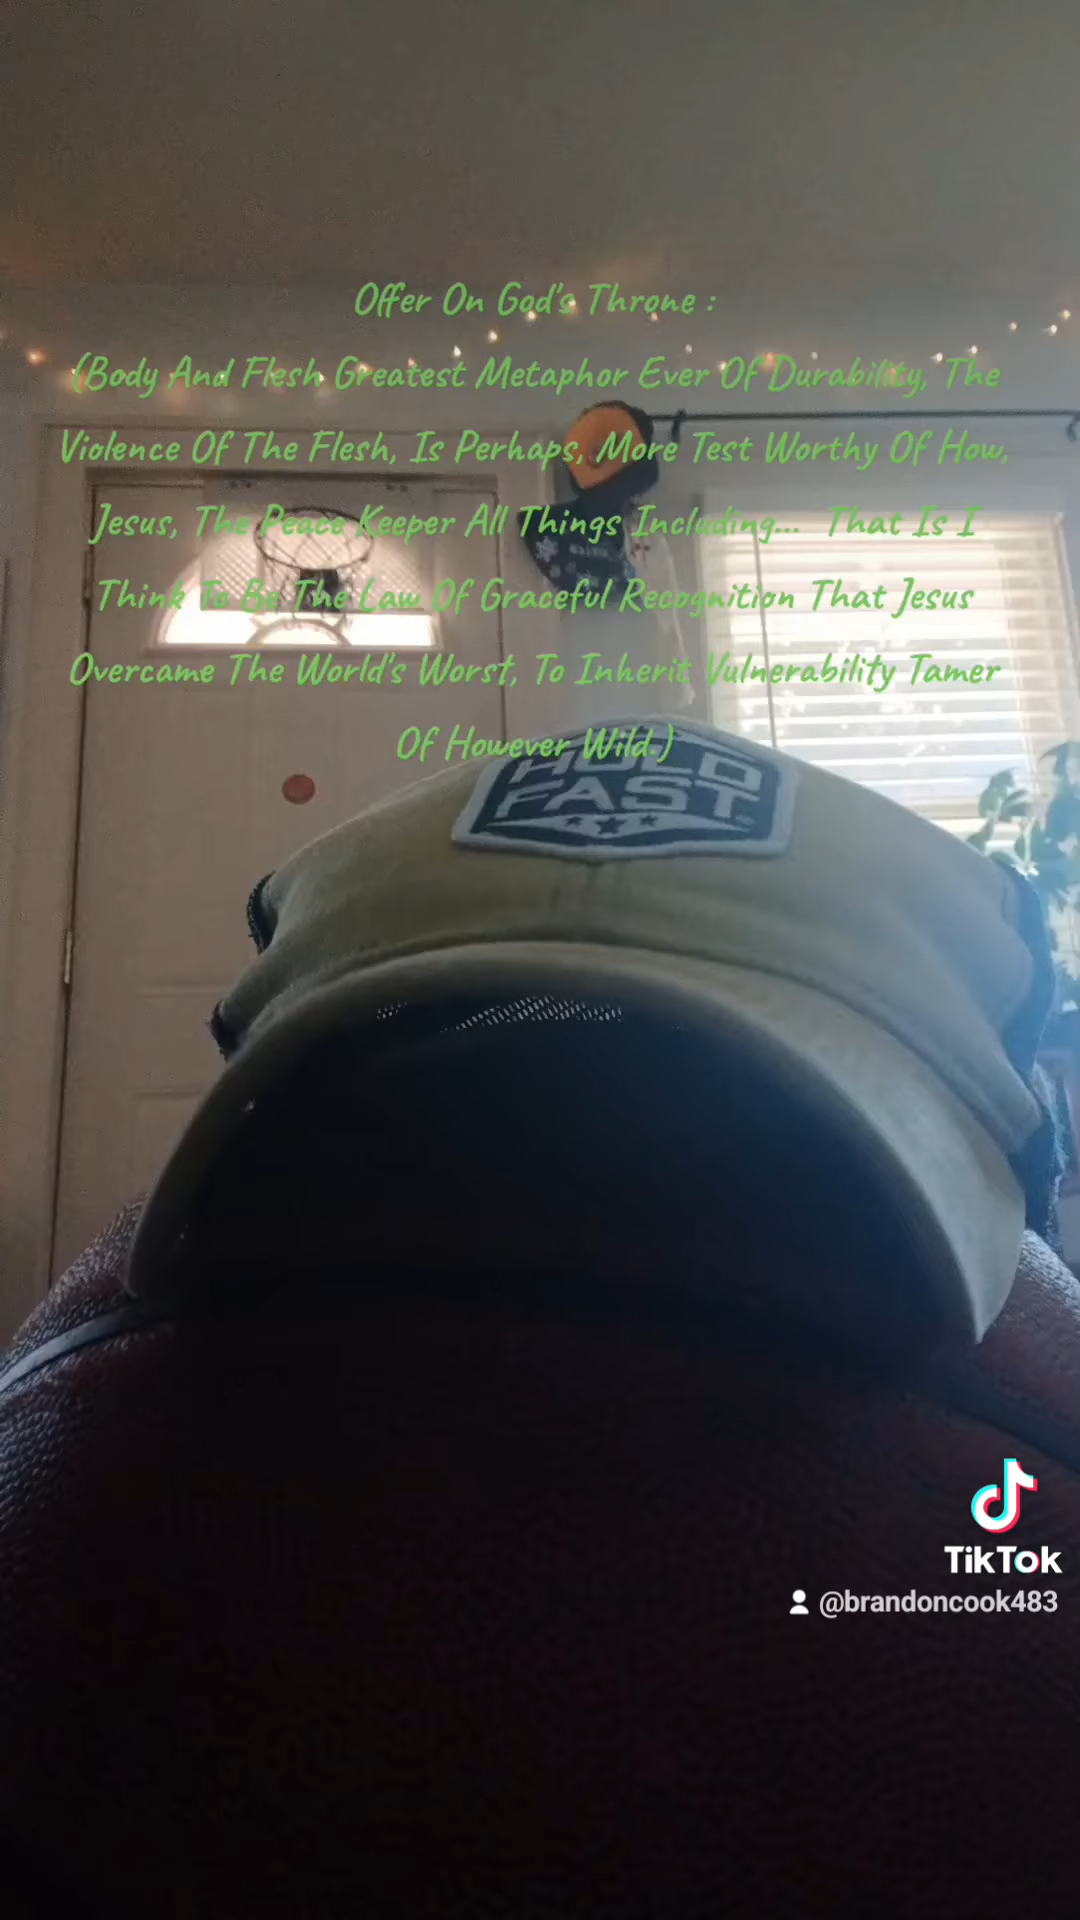 Offer On God's Throne :
(Body And Flesh Greatest Metaphor Ever Of Durability, The
Violence Of The Flesh, Is Perhaps, More Test Worthy Of How,
Jesus, The Peace Keeper All Things Including... That Is I
Think To Be The Law Of Graceful Recognition That Jesus
Overcame The World's Worst, To Inherit Vulnerability Tamer
Of However Wild.)
HOLD
FAST
TikTok
@brandoncook483